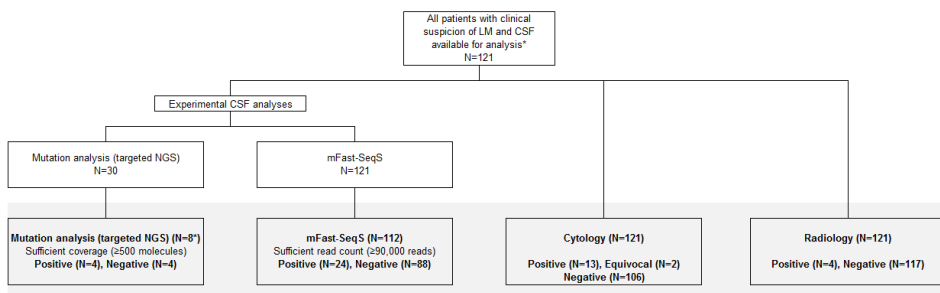 All patients with clinical
suspicion of LM and CSF
available for analysis*
N=121
Experimental CSF analyses
Mutation analysis (targeted NGS)
N=30
mFast-SeqS
N=121
Mutation analysis (targeted NGS) (N=8*)
Sufficient coverage (≥500 molecules)
Positive (N=4), Negative (N=4)
mFast-SeqS (N=112)
Sufficient read count (≥90,000 reads)
Positive (N=24), Negative (N=88)
Cytology (N=121)
Positive (N=13), Equivocal (N=2)
Negative (N=106)
Radiology (N=121)
Positive (N=4), Negative (N=117)